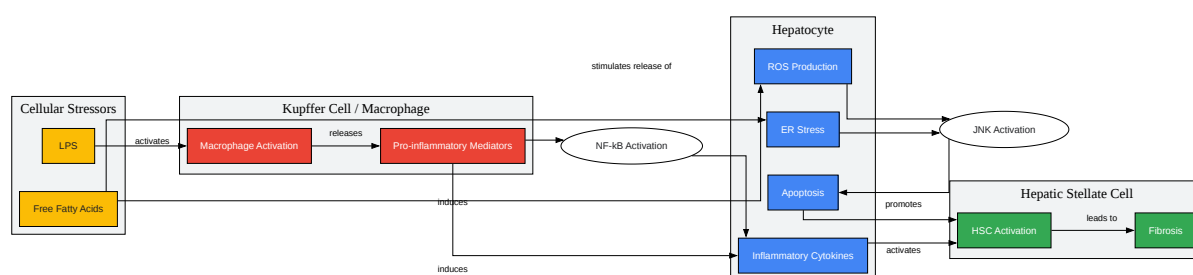 Hepatocyte
stimulates release of
ROS Production
Cellular Stressors
Kupffer Cell / Macrophage
LPS
activates
Macrophage Activation
releases
Pro-inflammatory Mediators
NF-kB Activation
ER Stress
JNK Activation
Free Fatty Acids
induces
Apoptosis
promotes
Hepatic Stellate Cell
HSC Activation
leads to
Fibrosis
Inflammatory Cytokines
activates
induces